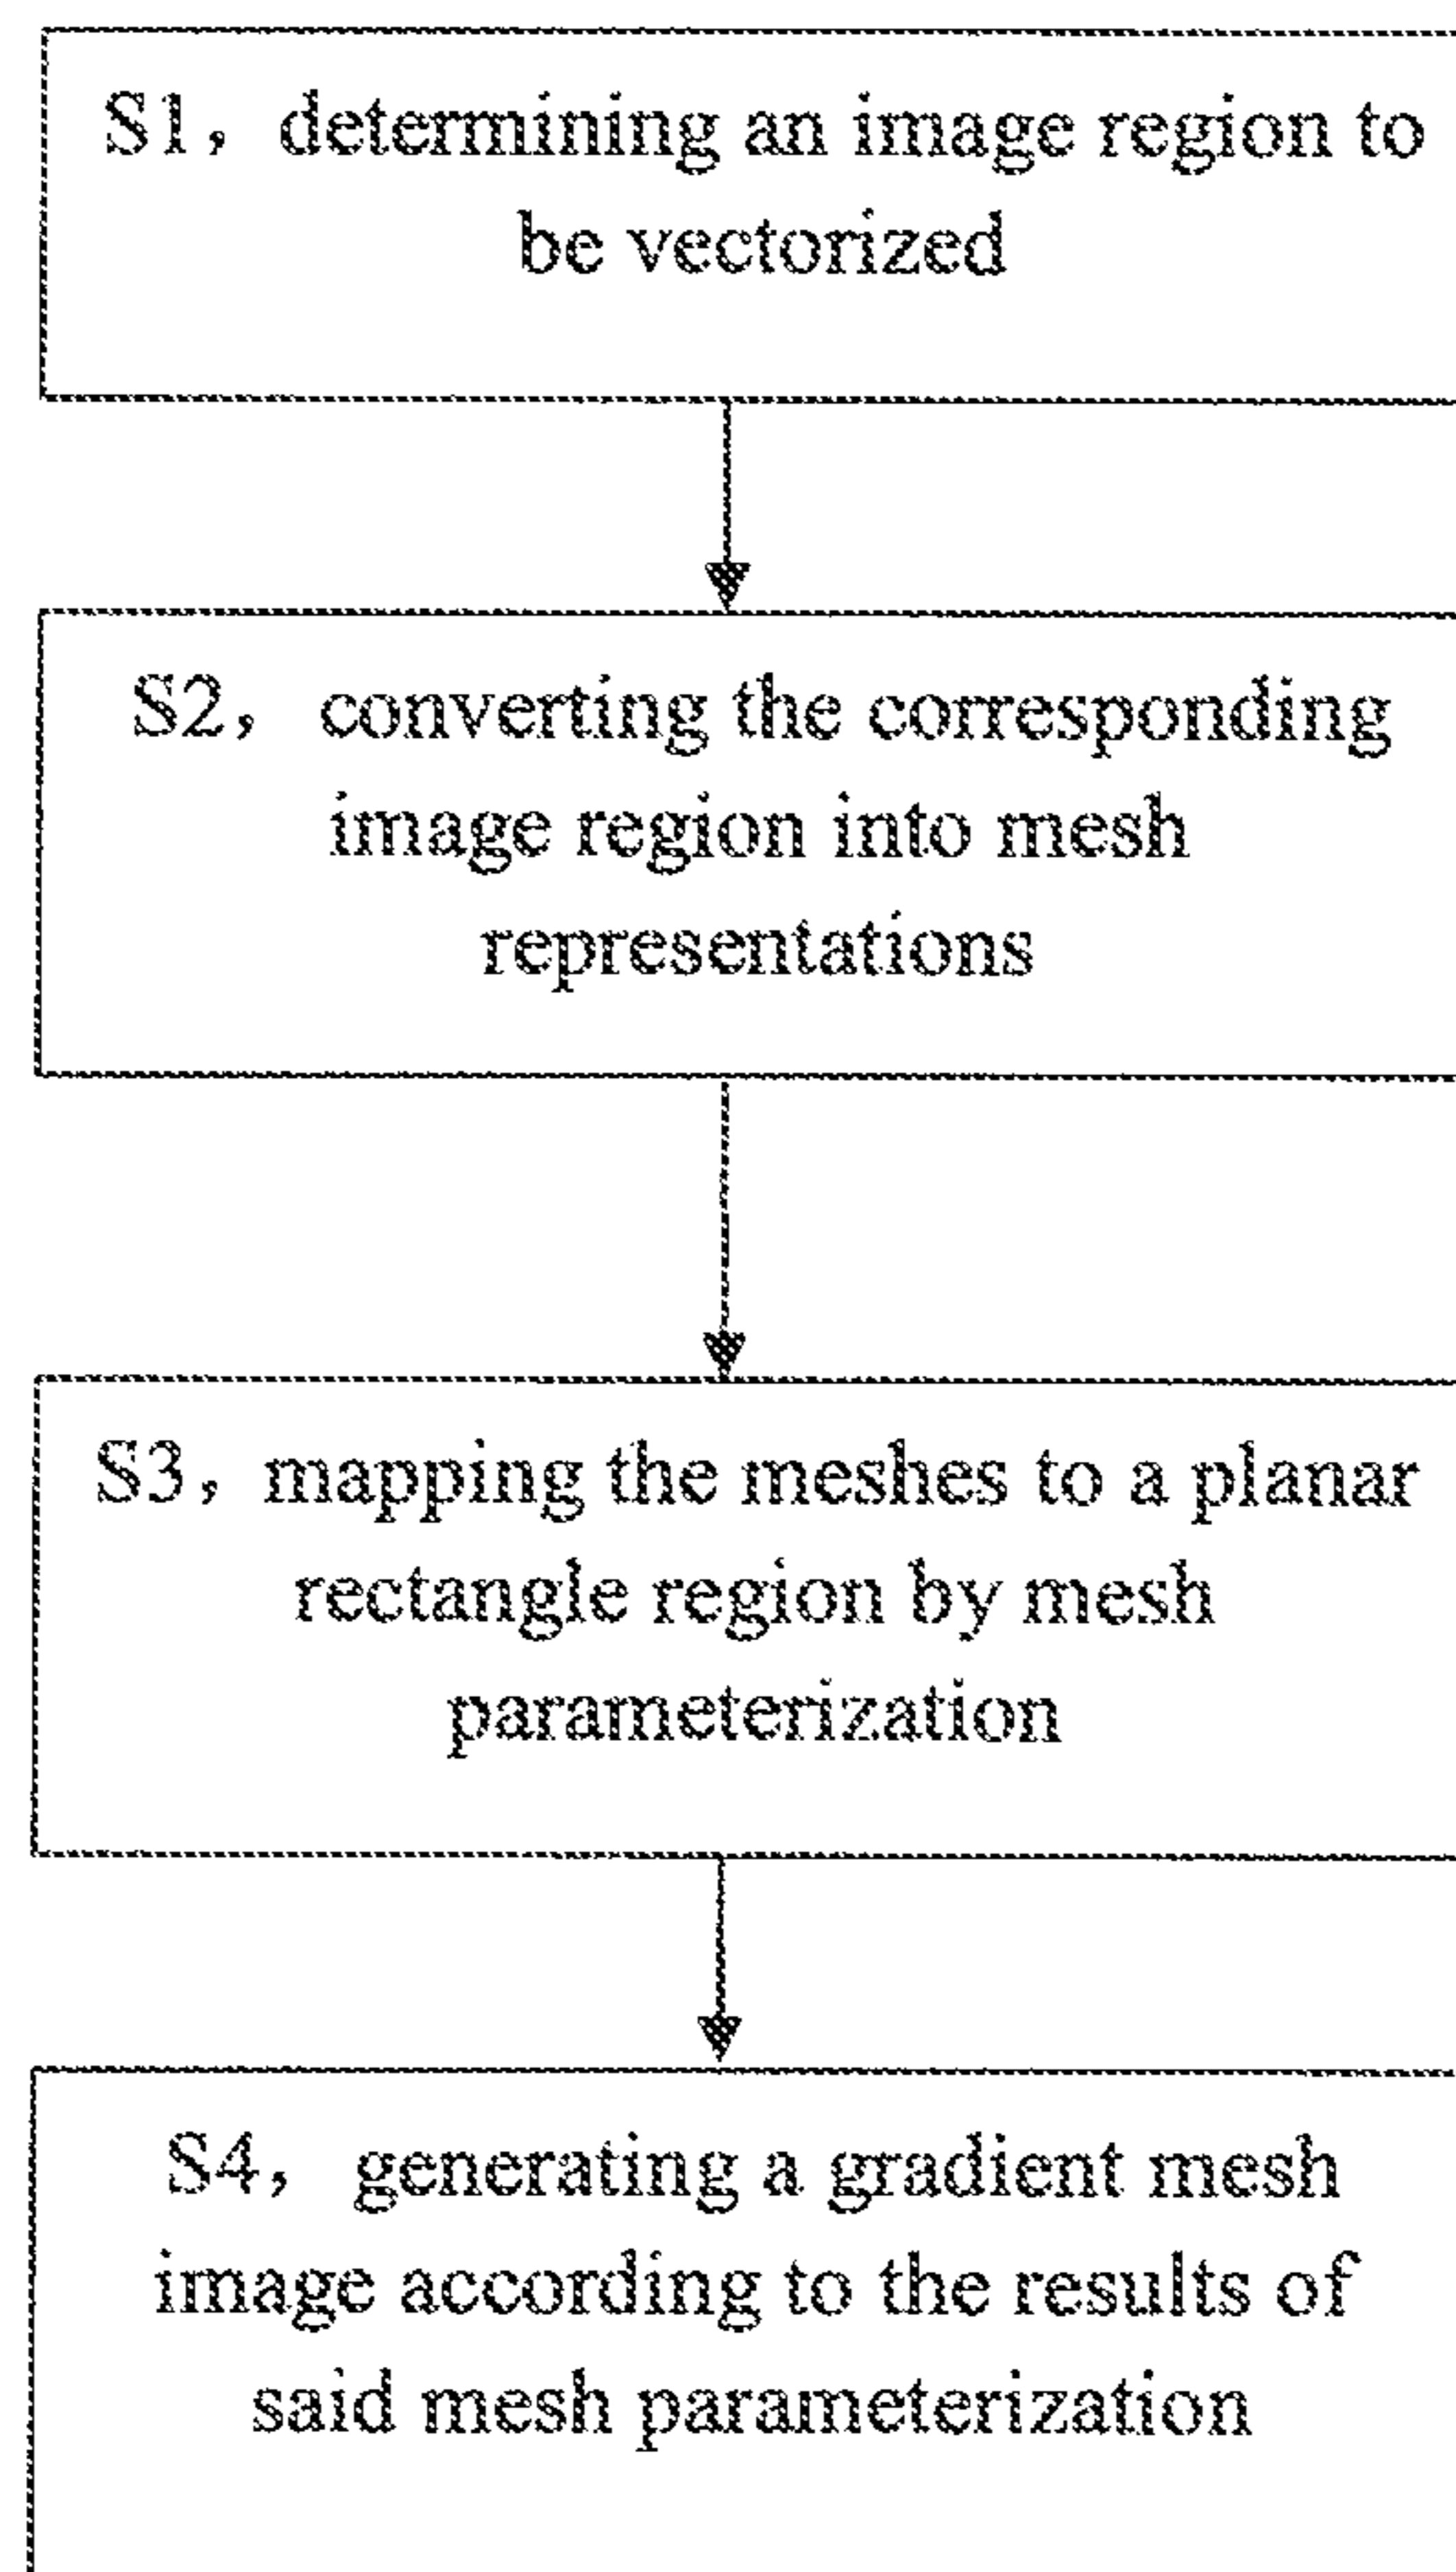 S1, determining an image region to
be vectorized
S2, converting the corresponding
image region into mesh
representations
S3, mapping the meshes to a planar
rectangle region by mesh
parameterization
S4, generating a gradient mesh
image according to the results of
said mesh parameterization